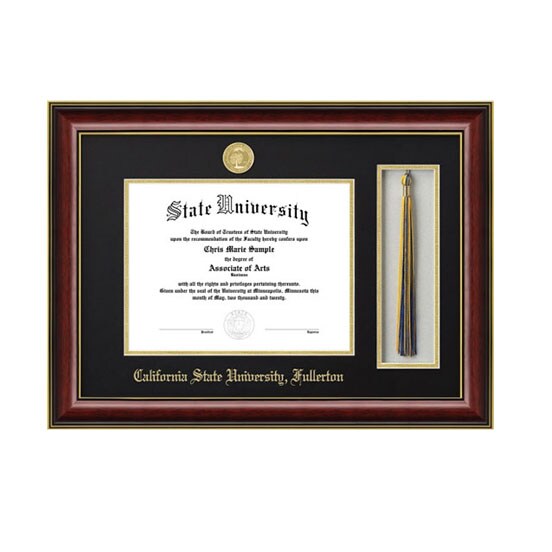 State University
The Board of Trustees of State University
upon the recommendation of the Faculty hereby confers upon
Chris Marie Sample
the degree of
Associate of Arts
Business
with all the rights and privileges pertaining thereunto.
Given under the seal of the University at Minneapolis, Minnesota this
month of May, two thousand and twenty.
STATE
President
California State University, Fullerton